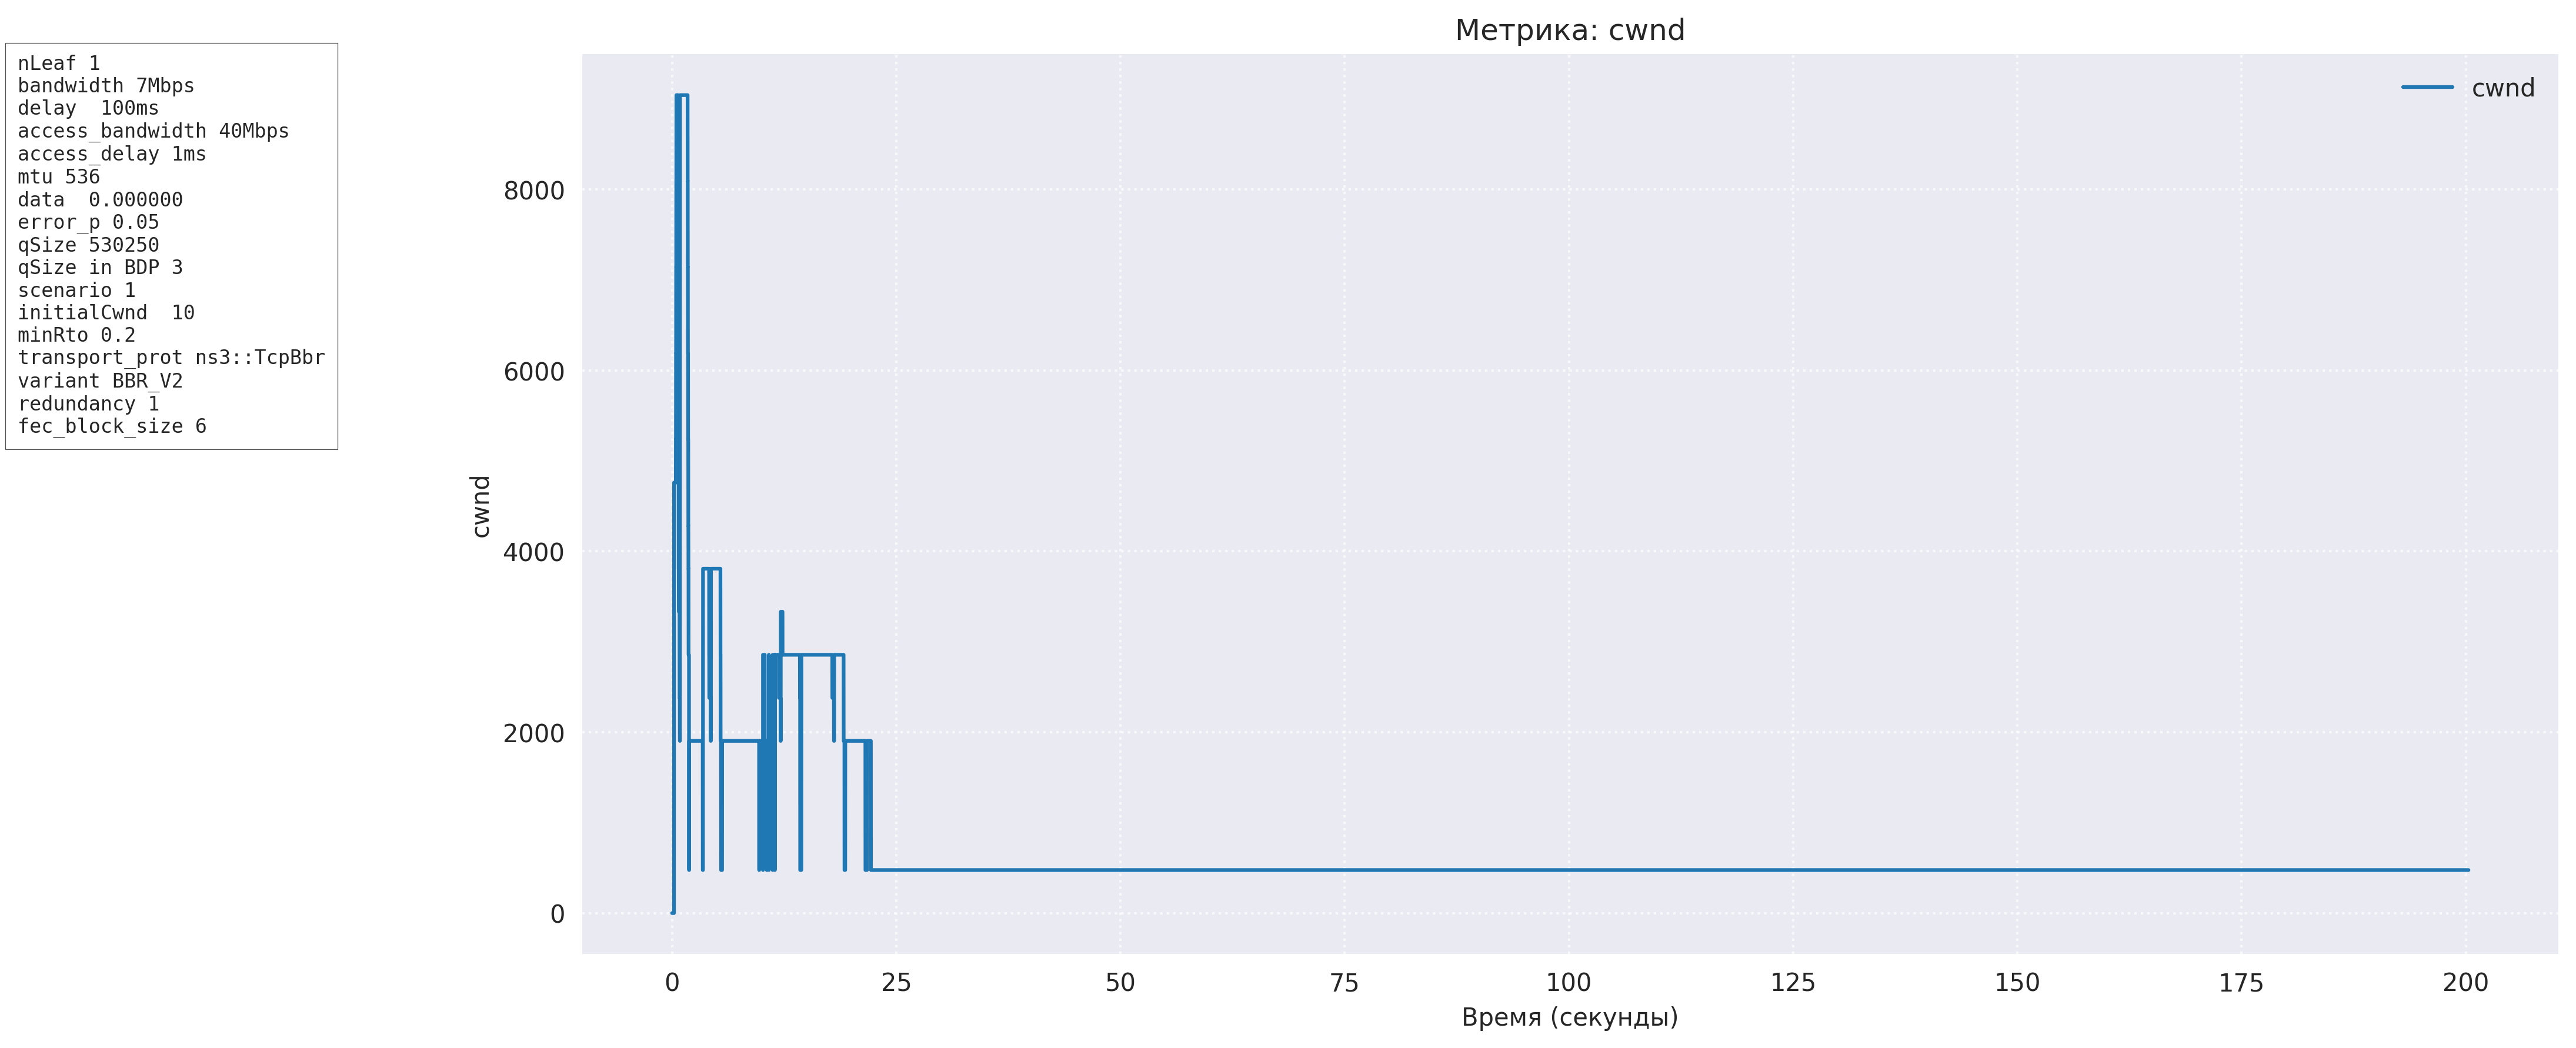 Метрика: cwnd
nLeaf 1
bandwidth 7Mbps
delay  100ms
access_bandwidth 40Mbps
access_delay 1ms
mtu 536
data  0.000000
error_p 0.05
qSize 530250
qSize in BDP 3
scenario 1
initialCwnd  10
minRto 0.2
transport_prot ns3::TcpBbr
variant BBR_V2
redundancy 1
fec_block_size 6
cwnd
cwnd
8000
6000
4000
2000
0
0 25 50 75 100 125 150 175 200
Время (секунды)